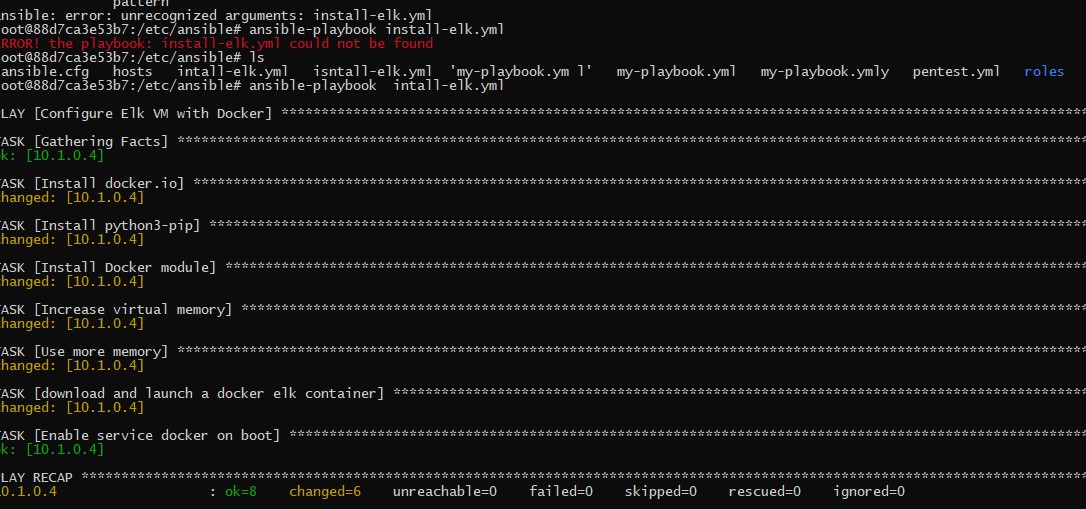 pattern
nsible: error: unrecognized arguments: install-elk.yml
oot@88d7ca3e53b7:/etc/ansible# ansible-playbook install-elk.yml
RROR! the playbook: install-elk.yml could not be found
oot@88d7ca3e53b7:/etc/ansible# ls
ansible.cfg hosts intall-elk.yml isntall-elk.yml 'my-playbook.ym l' my-playbook.yml my-playbook.ymly pentest.yml roles
oot@88d7ca3e53b7:/etc/ansible# ansible-playbook intall-elk.yml
LAY [Configure Elk VM with Docker] *****************************************************************************************************
ASK [Gathering Facts] ******************************************************************************************************************
k: [10.1.0.4]
ASK [Install docker.io] ****************************************************************************************************************
hanged: [10.1.0.4]
ASK [Install python3-pip] **************************************************************************************************************
hanged: [10.1.0.4]
ASK [Install Docker module] ************************************************************************************************************
hanged: [10.1.0.4]
ASK [Increase virtual memory] **********************************************************************************************************
hanged: [10.1.0.4]
ASK [Use more memory] ******************************************************************************************************************
hanged: [10.1.0.4]
ASK [download and launch a docker elk container] ***************************************************************************************
hanged: [10.1.0.4]
ASK [Enable service docker on boot] ****************************************************************************************************
k: [10.1.0.4]
LAY RECAP ******************************************************************************************************************************
0.1.0.4 : ok=8 changed=6 unreachable=0 failed=0 skipped=0 rescued=0 ignored=0